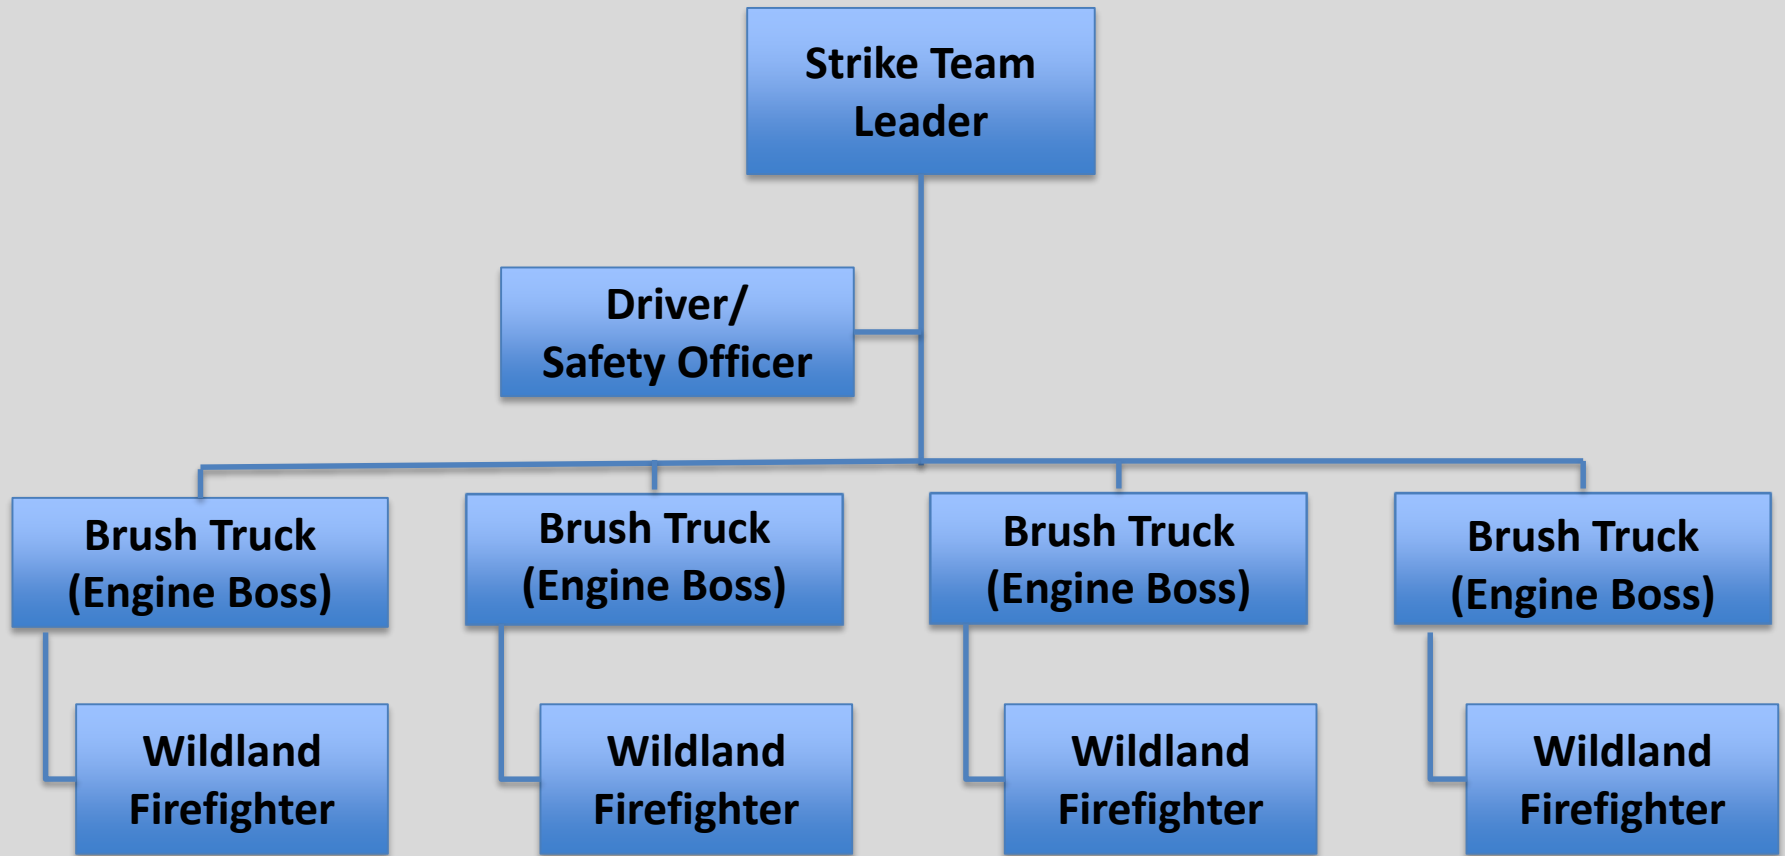 Strike Team
Leader
Driver/
Safety Officer
Brush Truck
(Engine Boss)
Brush Truck
(Engine Boss)
Brush Truck
(Engine Boss)
Brush Truck
(Engine Boss)
Wildland
Firefighter
Wildland
Firefighter
Wildland
Firefighter
Wildland
Firefighter